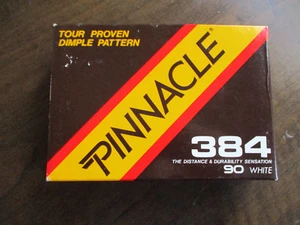 TOUR PROVEN
DIMPLE PATTERN
PINNACLE
384
THE DISTANCE & DURABILITY SENSATION
90 WHITE